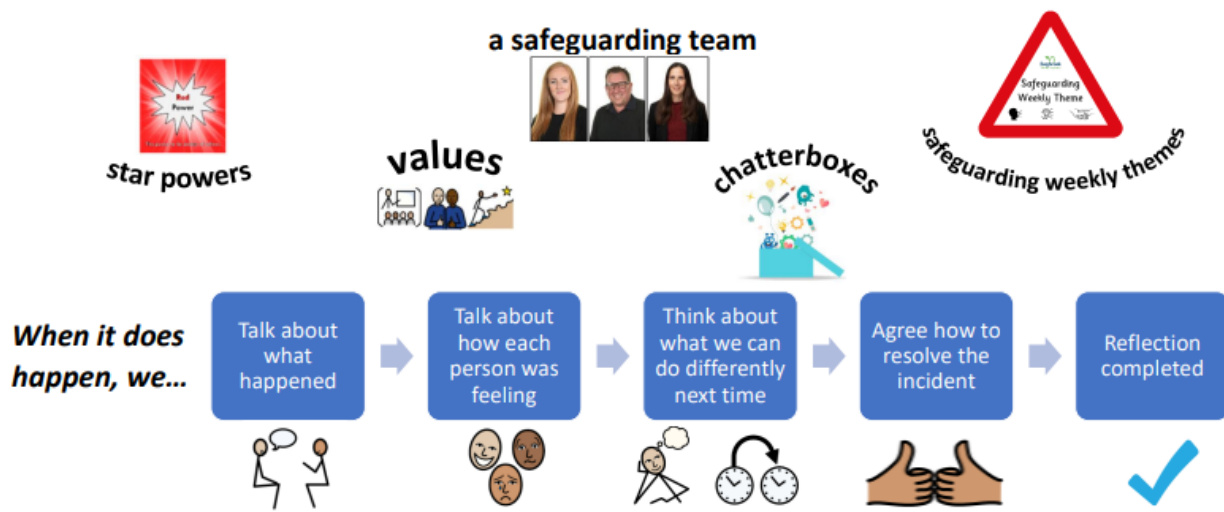 a safeguarding team
Red
Power
star powers
values
chatterboxes
Safeguarding
Weekly Theme
safeguarding weekly themes
When it does
happen, we...
Talk about
what
happened
Talk about
how each
person was
feeling
Think about
what we can
do differently
next time
Agree how to
resolve the
incident
Reflection
completed